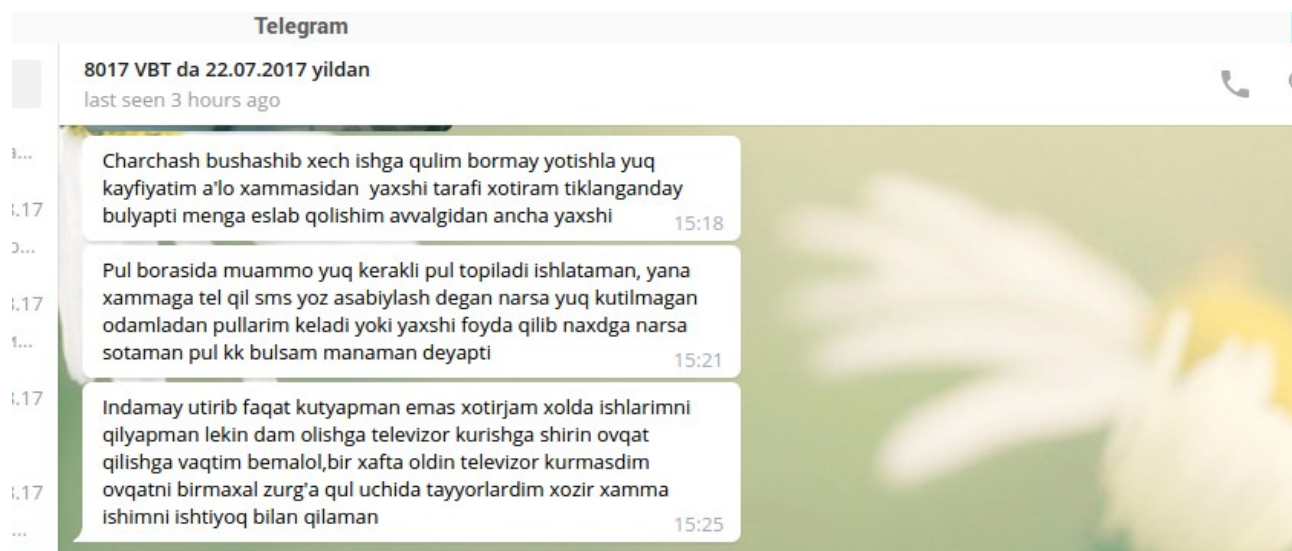 Telegram
8017 VBT da 22.07.2017 yildan
last seen 3 hours ago
Charchash bushashib xech ishga qulim bormay yotishla yuq
kayfiyatim a'lo xammasidan yaxshi tarafi xotiram tiklanganday
bulyapti menga eslab qolishim avvalgidan ancha yaxshi
15:18
Pul borasida muammo yuq kerakli pul topiladi ishlataman, yana
xammaga tel qil sms yoz asabiylash degan narsa yuq kutilmagan
odamladan pullarim keladi yoki yaxshi foyda qilib naxdga narsa
sotaman pul kk bulsam manaman deyapti
15:21
Indamay utirib faqat kutyapman emas xotirjam xolda ishlarimni
qilyapman lekin dam olishga televizor kurishga shirin ovqat
qilishga vaqtim bemalol,bir xafta oldin televizor kurmasdim
ovqatni birmaxal zurg'a qul uchida tayyorlardim xozir xamma
ishimni ishtiyoq bilan qilaman
15:25